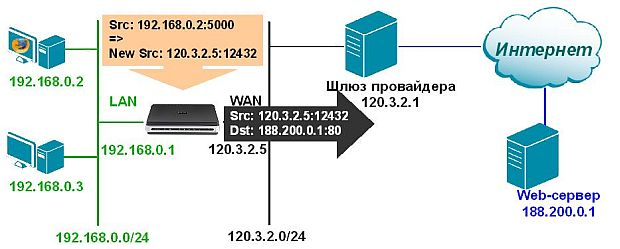 Src: 192.168.0.2:5000
=>
New Src: 120.3.2.5:12432
192.168.0.2
Шлюз провайдера
120.3.2.1
Интернет
LAN
WAN
Src: 120.3.2.5:12432
Dst: 188.200.0.1:80
192.168.0.1
120.3.2.5
192.168.0.3
Web-сервер
188.200.0.1
192.168.0.0/24
120.3.2.0/24